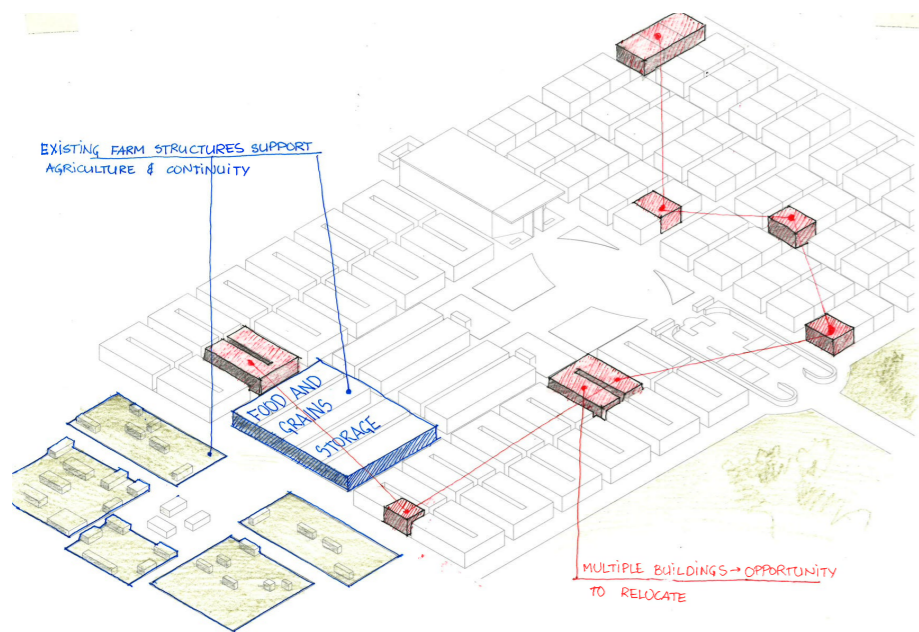 EXISTING FARM STRUCTURES SUPPORT
AGRICULTURE & CONTINUITY
FOOD AND
GRAINS
STORAGE
MULTIPLE BUILDINGS → OPPORTUNITY
TO RELOCATE